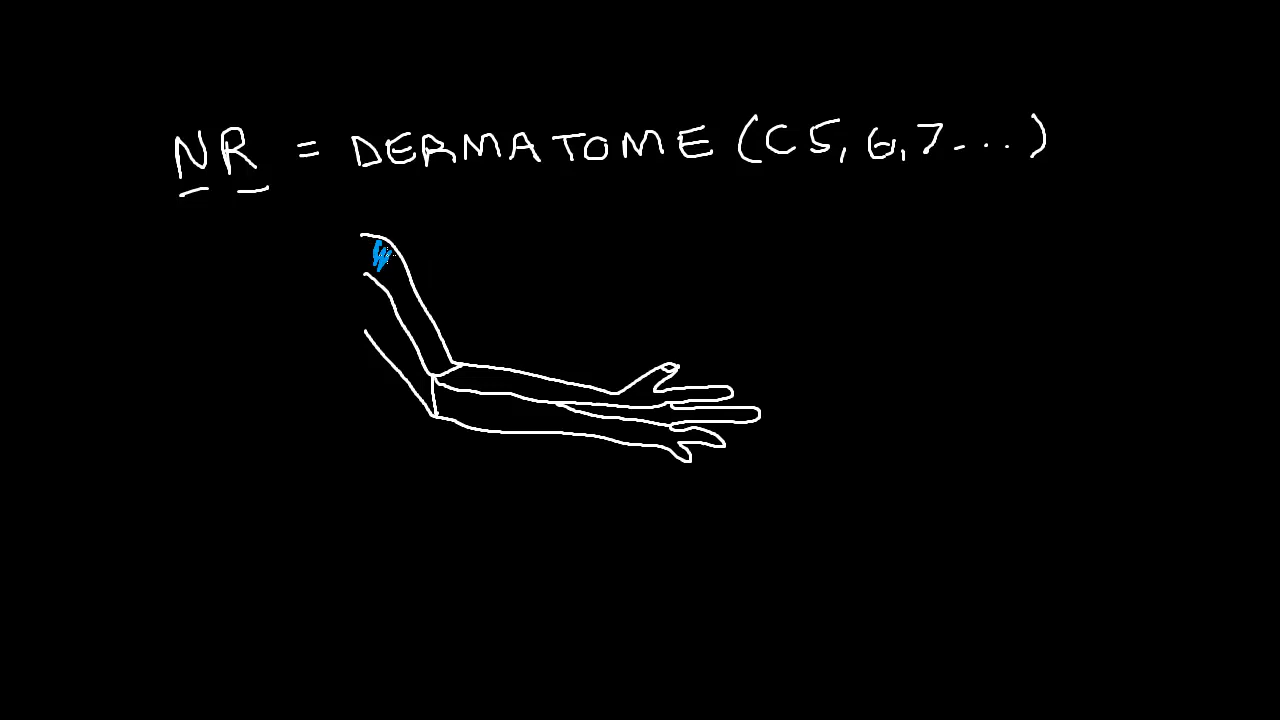 NR = DERMATOME (C5, 6, 7 - ...)